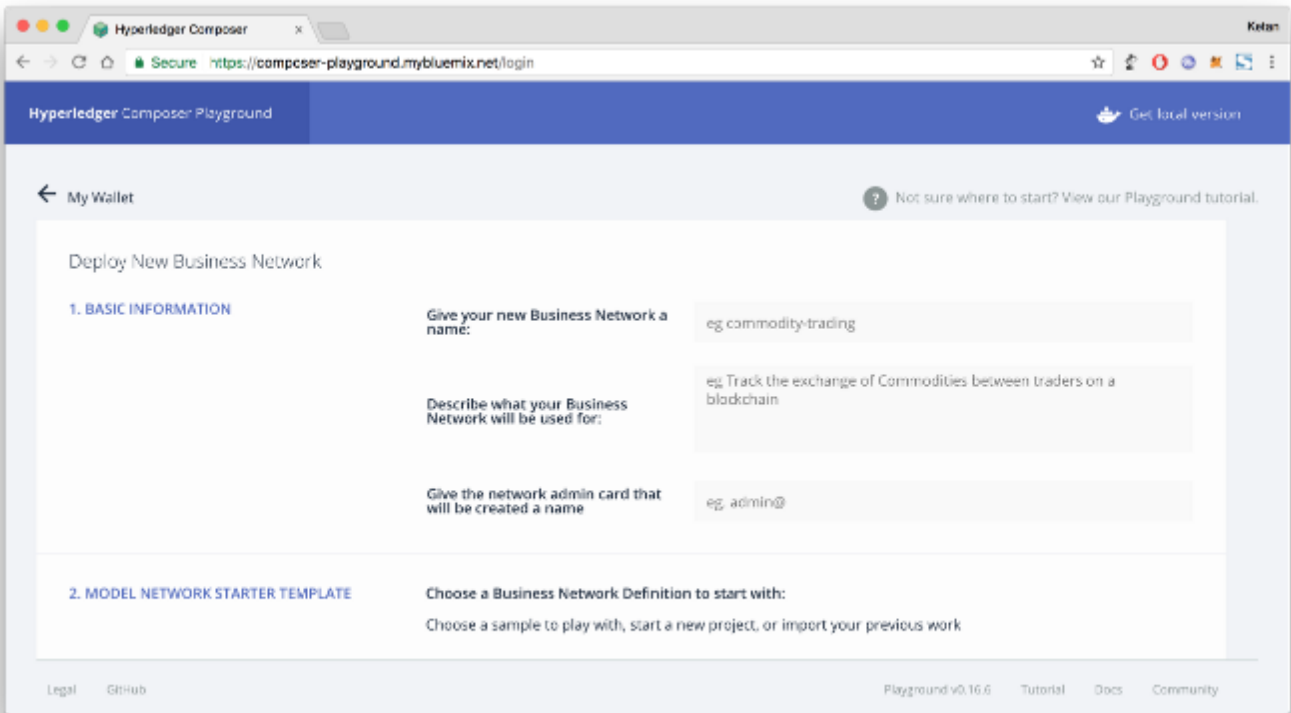 Hyperledger Composer
Ketan
Secure https://composer-playground.mybluemix.net/login
Hyperledger Composer Playground
Get local version
My Wallet
? Not sure where to start? View our Playground tutorial.
Deploy New Business Network
1. BASIC INFORMATION
Give your new Business Network a
name:
eg commodity-trading
Describe what your Business
Network will be used for:
eg Track the exchange of Commodities between traders on a
blockchain
Give the network admin card that
will be created a name
eg. admin@
2. MODEL NETWORK STARTER TEMPLATE
Choose a Business Network Definition to start with:
Choose a sample to play with, start a new project, or import your previous work
Legal GitHub Playground v0.16.6 Tutorial Docs Community